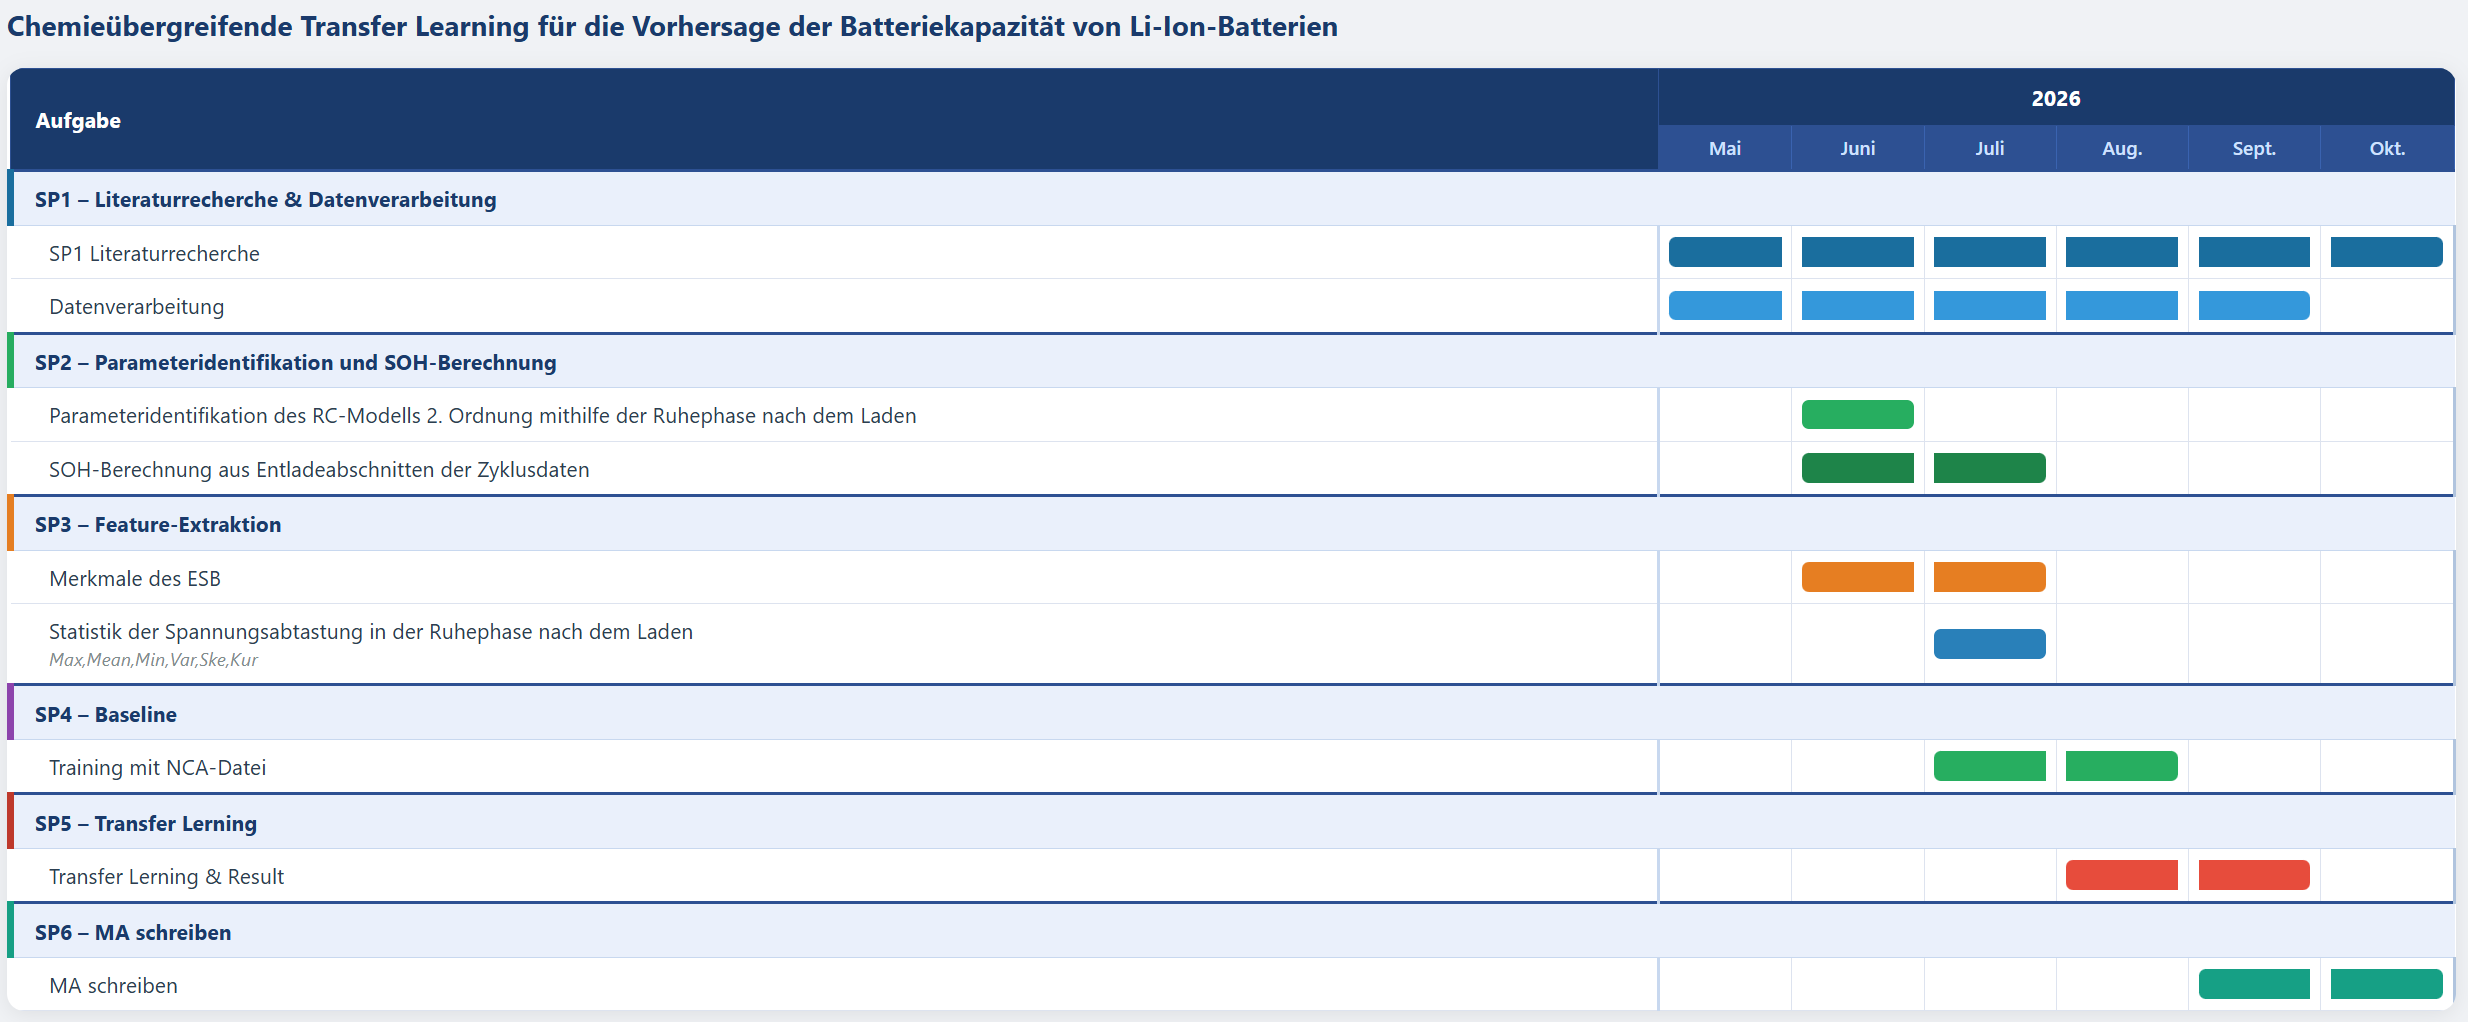 Chemieübergreifende Transfer Learning für die Vorhersage der Batteriekapazität von Li-Ion-Batterien
Aufgabe
2026
Mai Juni Juli Aug. Sept. Okt.
SP1 – Literaturrecherche & Datenverarbeitung
SP1 Literaturrecherche
Datenverarbeitung
SP2 – Parameteridentifikation und SOH-Berechnung
Parameteridentifikation des RC-Modells 2. Ordnung mithilfe der Ruhephase nach dem Laden
SOH-Berechnung aus Entladeabschnitten der Zyklusdaten
SP3 – Feature-Extraktion
Merkmale des ESB
Statistik der Spannungsabtastung in der Ruhephase nach dem Laden
Max,Mean,Min,Var,Ske,Kur
SP4 – Baseline
Training mit NCA-Datei
SP5 – Transfer Lerning
Transfer Lerning & Result
SP6 – MA schreiben
MA schreiben